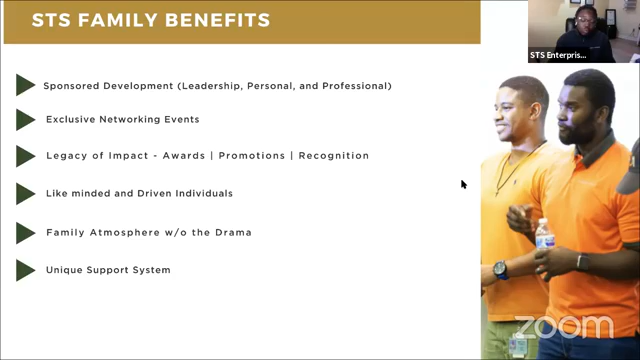 STS FAMILY BENEFITS
STS Enterpris...
Sponsored Development (Leadership, Personal, and Professional)
Exclusive Networking Events
Legacy of Impact - Awards | Promotions | Recognition
Like minded and Driven Individuals
Family Atmosphere w/o the Drama
Unique Support System
zoom